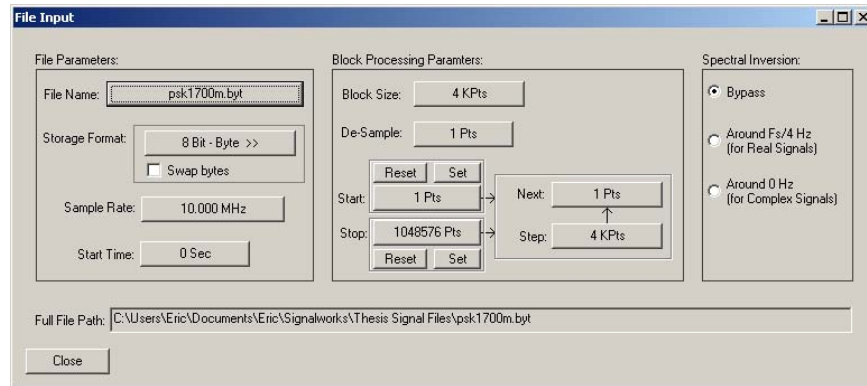 File Input
File Parameters:
File Name: psk1700m.byt
Storage Format: 8 Bit - Byte >>
Swap bytes
Sample Rate: 10.000 MHz
Start Time: 0 Sec
Block Processing Paramters:
Block Size: 4 KPts
De-Sample: 1 Pts
Reset Set
Start: 1 Pts
Stop: 1048576 Pts
Reset Set
Next: 1 Pts
Step: 4 KPts
Spectral Inversion:
Bypass
Around Fs/4 Hz
(for Real Signals)
Around 0 Hz
(for Complex Signals)
Full File Path: C:\Users\Eric\Documents\Eric\Signalworks\Thesis Signal Files\psk1700m.byt
Close